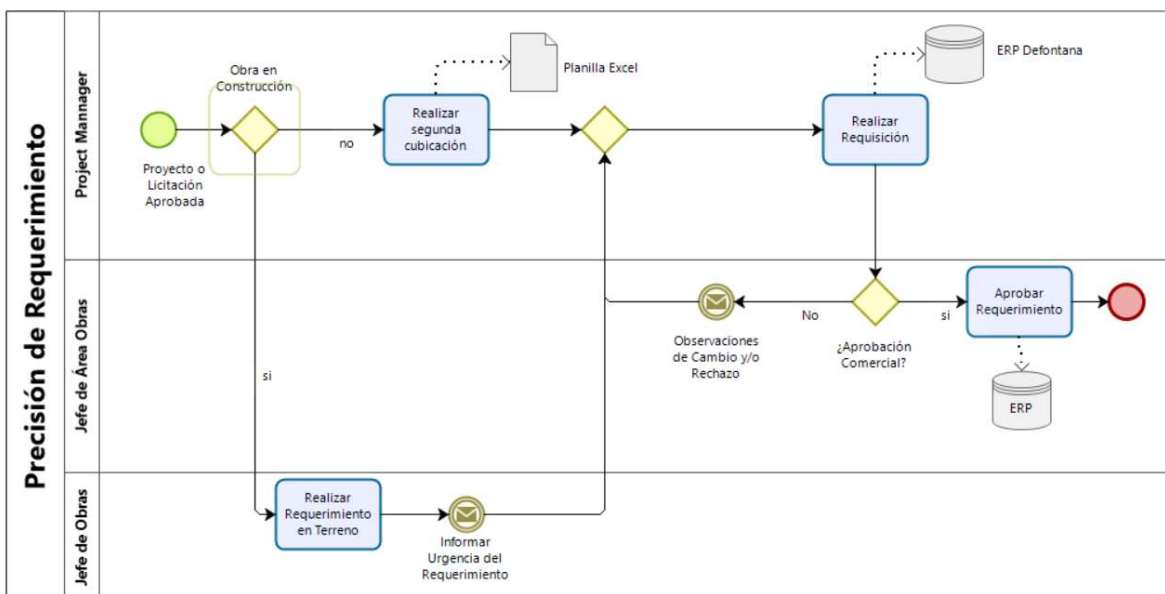 Precisión de Requerimiento
Project Mannager
Obra en
Construcción
Proyecto o
Licitación
Aprobada
no
Realizar
segunda
cubicación
Planilla Excel
Realizar
Requisición
ERP Defontana
Jefe de Área Obras
si
Observaciones
de Cambio y/o
Rechazo
No
¿Aprobación
Comercial?
si
Aprobar
Requerimiento
ERP
Jefe de Obras
Realizar
Requerimiento
en Terreno
Informar
Urgencia del
Requerimiento